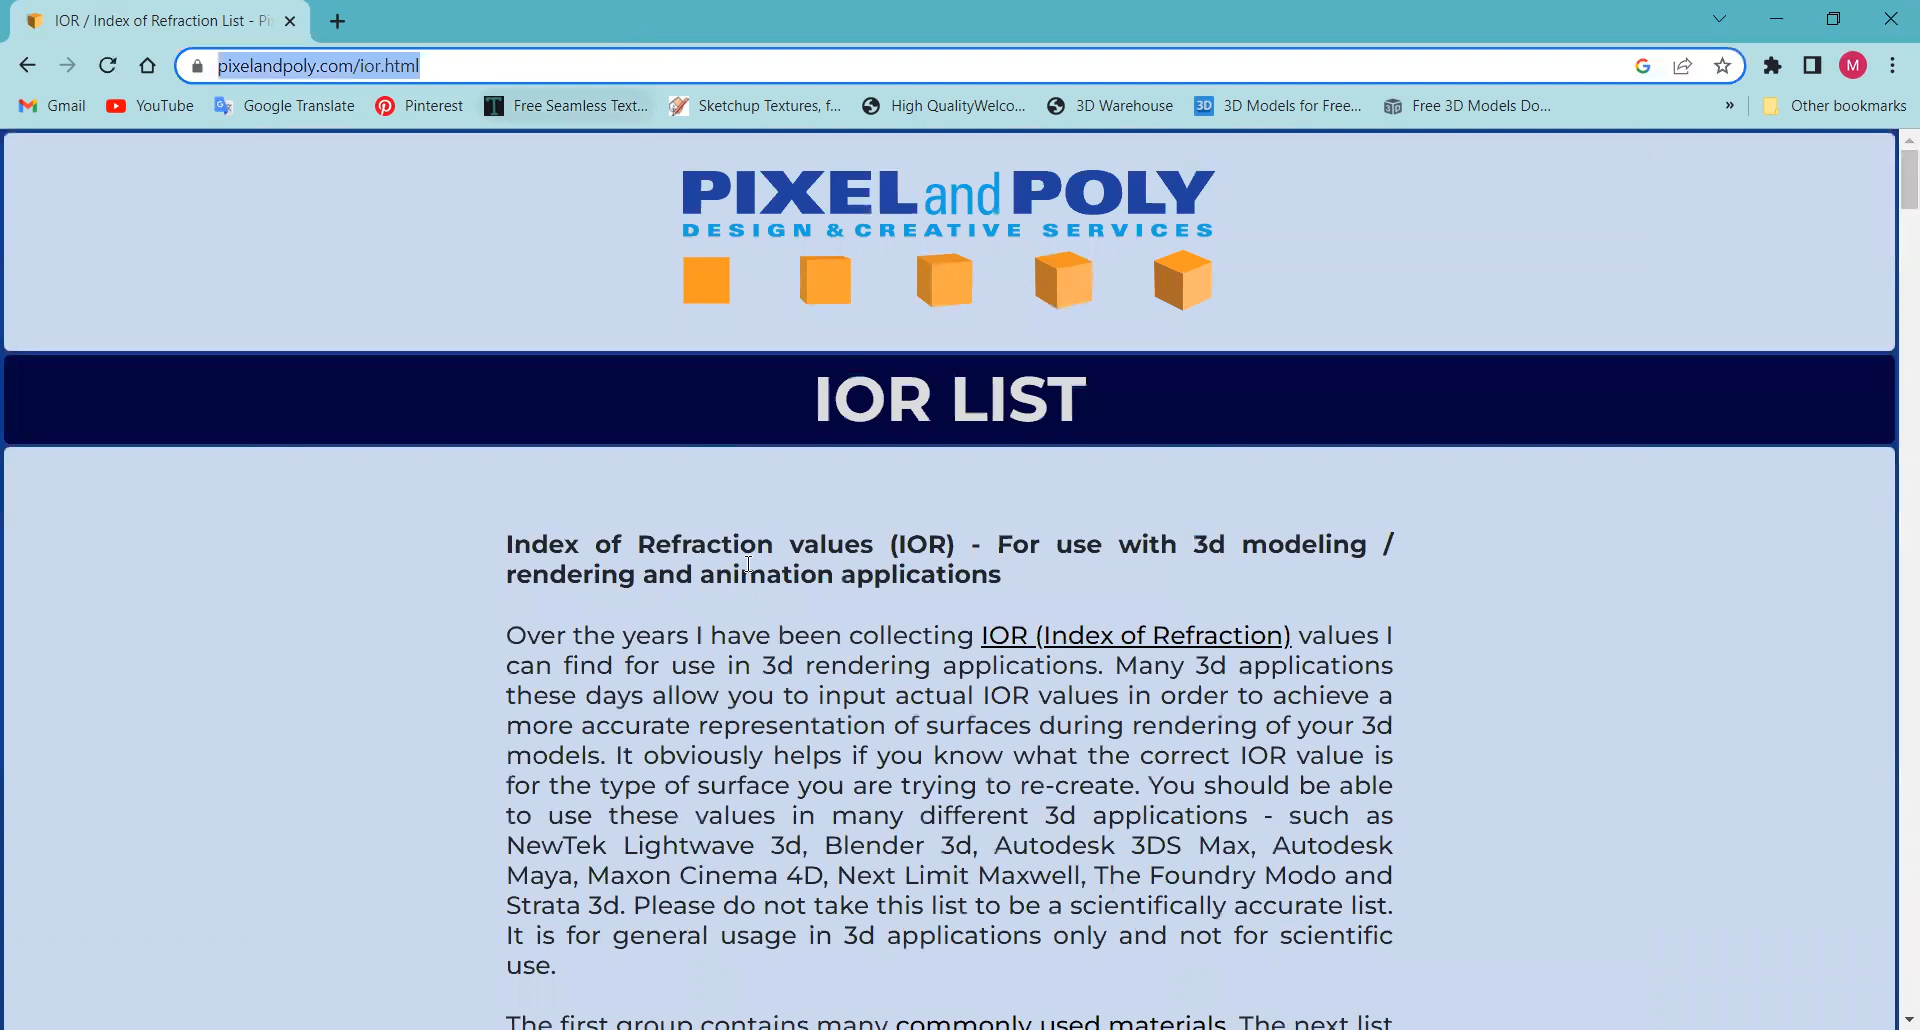 IOR / Index of Refraction List - Pi
pixelandpoly.com/ior.html
M
Gmail YouTube Google Translate Pinterest Free Seamless Text... Sketchup Textures, f... High QualityWelco... 3D Warehouse 3D Models for Free... Free 3D Models Do... » Other bookmarks
PIXEL and POLY
DESIGN & CREATIVE SERVICES
IOR LIST
Index of Refraction values (IOR) - For use with 3d modeling /
rendering and animation applications
Over the years I have been collecting IOR (Index of Refraction) values I
can find for use in 3d rendering applications. Many 3d applications
these days allow you to input actual IOR values in order to achieve a
more accurate representation of surfaces during rendering of your 3d
models. It obviously helps if you know what the correct IOR value is
for the type of surface you are trying to re-create. You should be able
to use these values in many different 3d applications - such as
NewTek Lightwave 3d, Blender 3d, Autodesk 3DS Max, Autodesk
Maya, Maxon Cinema 4D, Next Limit Maxwell, The Foundry Modo and
Strata 3d. Please do not take this list to be a scientifically accurate list.
It is for general usage in 3d applications only and not for scientific
use.
The first group contains many commonly used materials. The next list